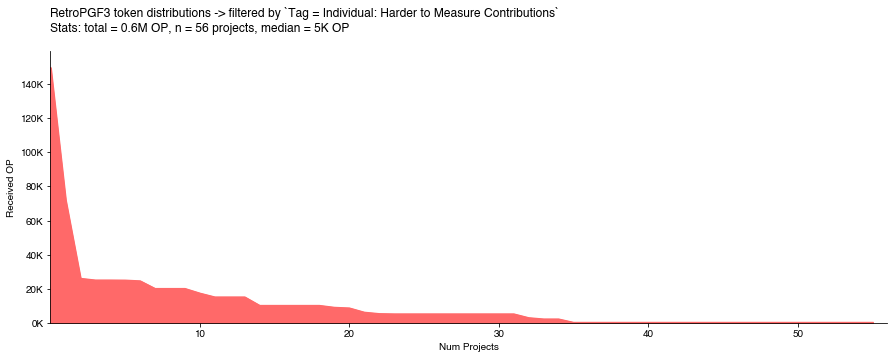 RetroPGF3 token distributions -> filtered by `Tag = Individual: Harder to Measure Contributions`
Stats: total = 0.6M OP, n = 56 projects, median = 5K OP
140K
120K
100K
80K
60K
40K
20K
0K
Received OP
10
20
30
40
50
Num Projects